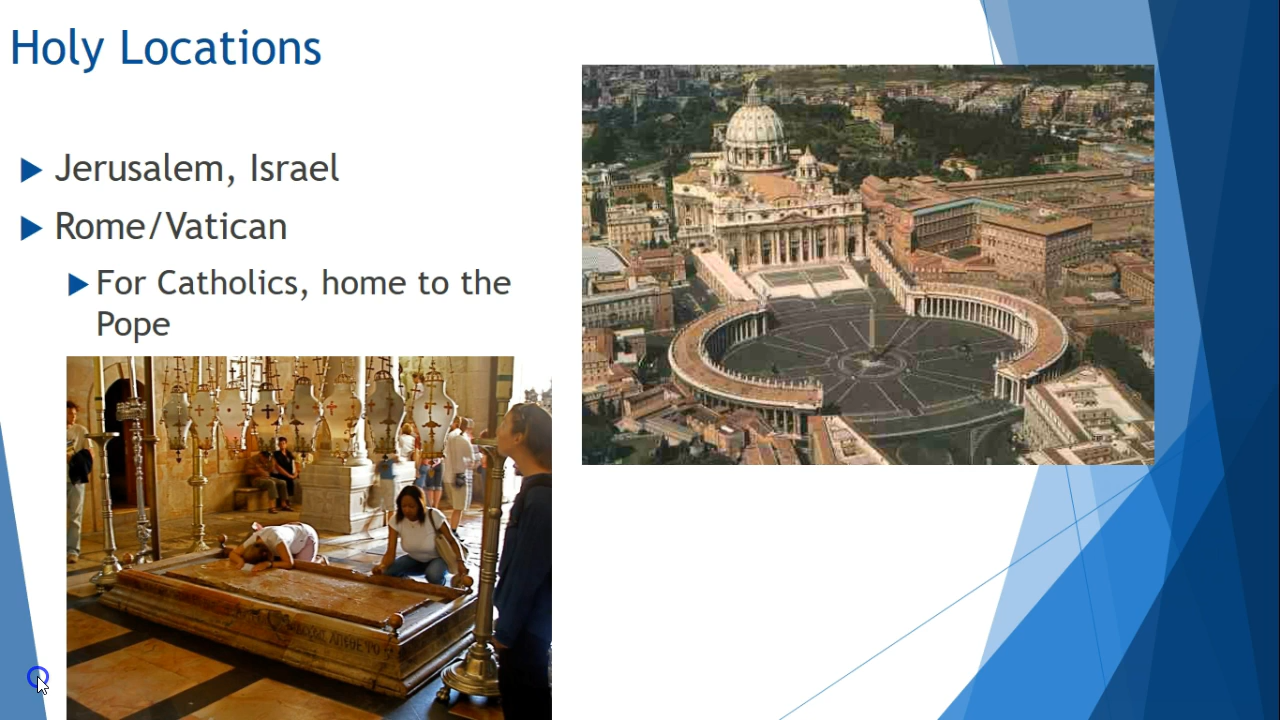 Holy Locations
Jerusalem, Israel
Rome/Vatican
For Catholics, home to the
Pope